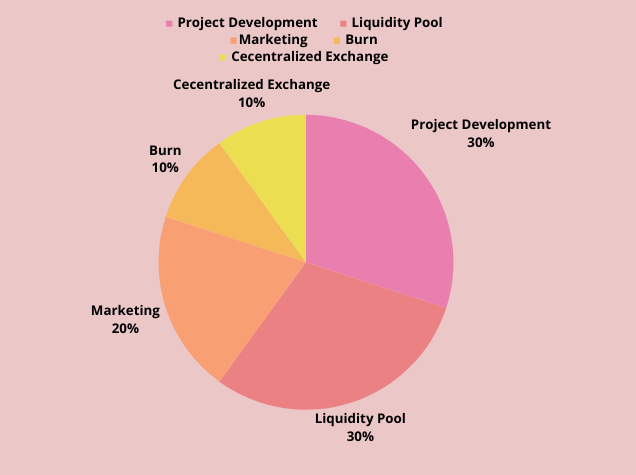 Project Development Liquidity Pool
Marketing Burn
Cecentralized Exchange
Cecentralized Exchange
10%
Project Development
30%
Burn
10%
Marketing
20%
Liquidity Pool
30%